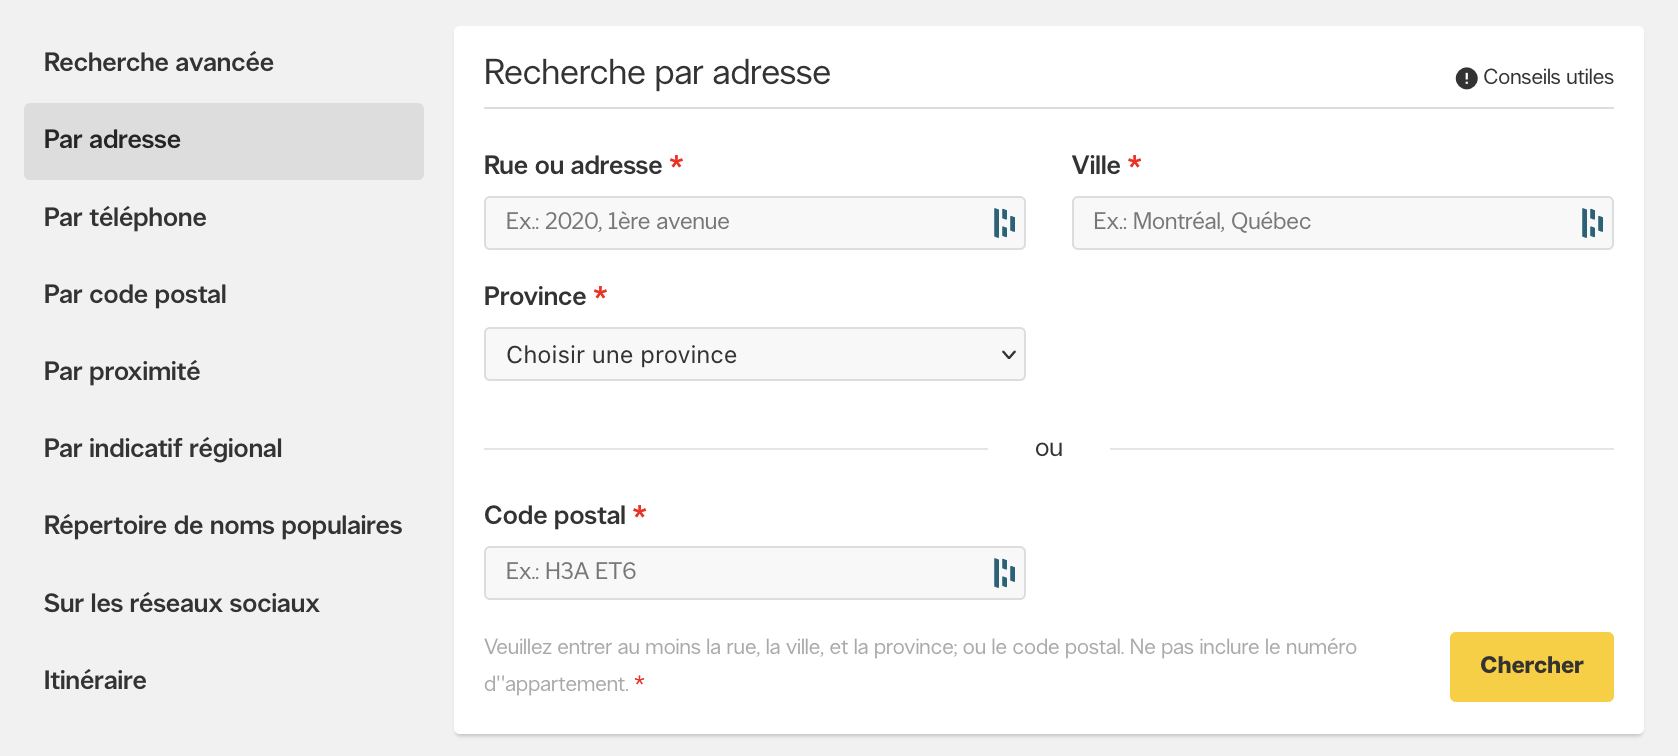 Recherche avancée
Par adresse
Par téléphone
Par code postal
Par proximité
Par indicatif régional
Répertoire de noms populaires
Sur les réseaux sociaux
Itinéraire
Recherche par adresse
Conseils utiles
Rue ou adresse *
Ex.: 2020, 1ère avenue
Ville *
Ex.: Montréal, Québec
Province *
Choisir une province
ou
Code postal *
Ex.: H3A ET6
Veuillez entrer au moins la rue, la ville, et la province; ou le code postal. Ne pas inclure le numéro
d''appartement. *
Chercher